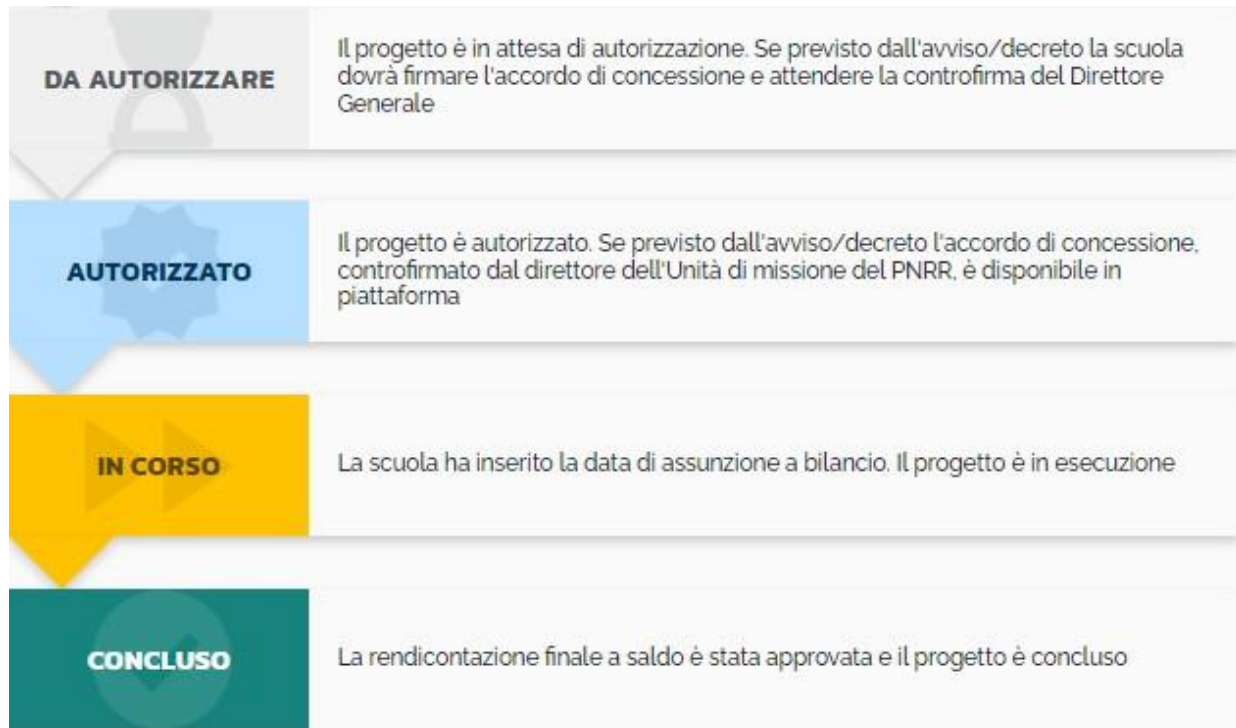 DA AUTORIZZARE
Il progetto è in attesa di autorizzazione. Se previsto dall'avviso/decreto la scuola
dovrà firmare l'accordo di concessione e attendere la controfirma del Direttore
Generale
AUTORIZZATO
Il progetto è autorizzato. Se previsto dall'avviso/decreto l'accordo di concessione,
controfirmato dal direttore dell'Unità di missione del PNRR, è disponibile in
piattaforma
IN CORSO
La scuola ha inserito la data di assunzione a bilancio. Il progetto è in esecuzione
CONCLUSO
La rendicontazione finale a saldo è stata approvata e il progetto è concluso